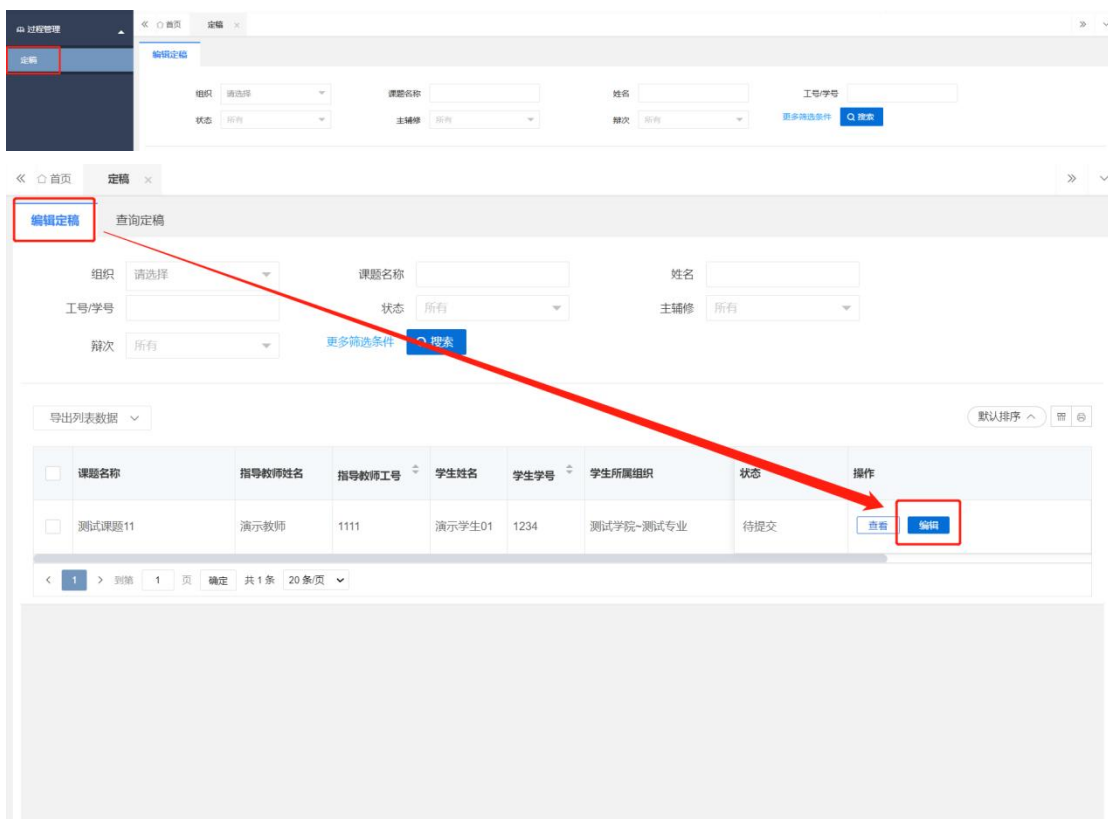 过程管理
首页 定稿
定稿
编辑定稿
组织 请选择 课题名称 姓名 工号/学号
状态 所有 主辅修 所有 辩次 所有 更多筛选条件 搜索
首页 定稿
编辑定稿 查询定稿
组织 请选择 课题名称 姓名
工号/学号 状态 所有 主辅修 所有
辩次 所有 更多筛选条件 搜索
导出列表数据 默认排序
课题名称 指导教师姓名 指导教师工号 学生姓名 学生学号 学生所属组织 状态 操作
测试课题11 演示教师 1111 演示学生01 1234 测试学院~测试专业 待提交 查看 编辑
1 到第 1 页 确定 共 1 条 20 条/页